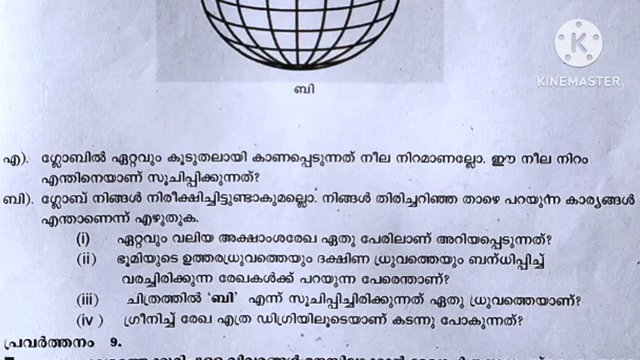 K
KINEMASTER
ബി
എ). ഗ്ലോബിൽ ഏറ്റവും കൂടുതലായി കാണപ്പെടുന്നത് നീല നിറമാണല്ലോ. ഈ നീല നിറം
എന്തിനെയാണ് സൂചിപ്പിക്കുന്നത്?
ബി). ഗ്ലോബ് നിങ്ങൾ നിരീക്ഷിച്ചിട്ടുണ്ടാകുമല്ലൊ. നിങ്ങൾ തിരിച്ചറിഞ്ഞ താഴെ പറയുന്ന കാര്യങ്ങൾ
എന്താണെന്ന് എഴുതുക.
(i) ഏറ്റവും വലിയ അക്ഷാംശരേഖ ഏതു പേരിലാണ് അറിയപ്പെടുന്നത്?
(ii) ഭൂമിയുടെ ഉത്തരധ്രുവത്തെയും ദക്ഷിണ ധ്രുവത്തെയും ബന്ധിപ്പിച്ച്
വരച്ചിരിക്കുന്ന രേഖകൾക്ക് പറയുന്ന പേരെന്താണ്?
(iii) ചിത്രത്തിൽ 'ബി' എന്ന് സൂചിപ്പിച്ചിരിക്കുന്നത് ഏതു ധ്രുവത്തെയാണ്?
(iv ) ഗ്രീനിച്ച് രേഖ എത്ര ഡിഗ്രിയിലൂടെയാണ് കടന്നു പോകുന്നത്?
പ്രവർത്തനം 9.